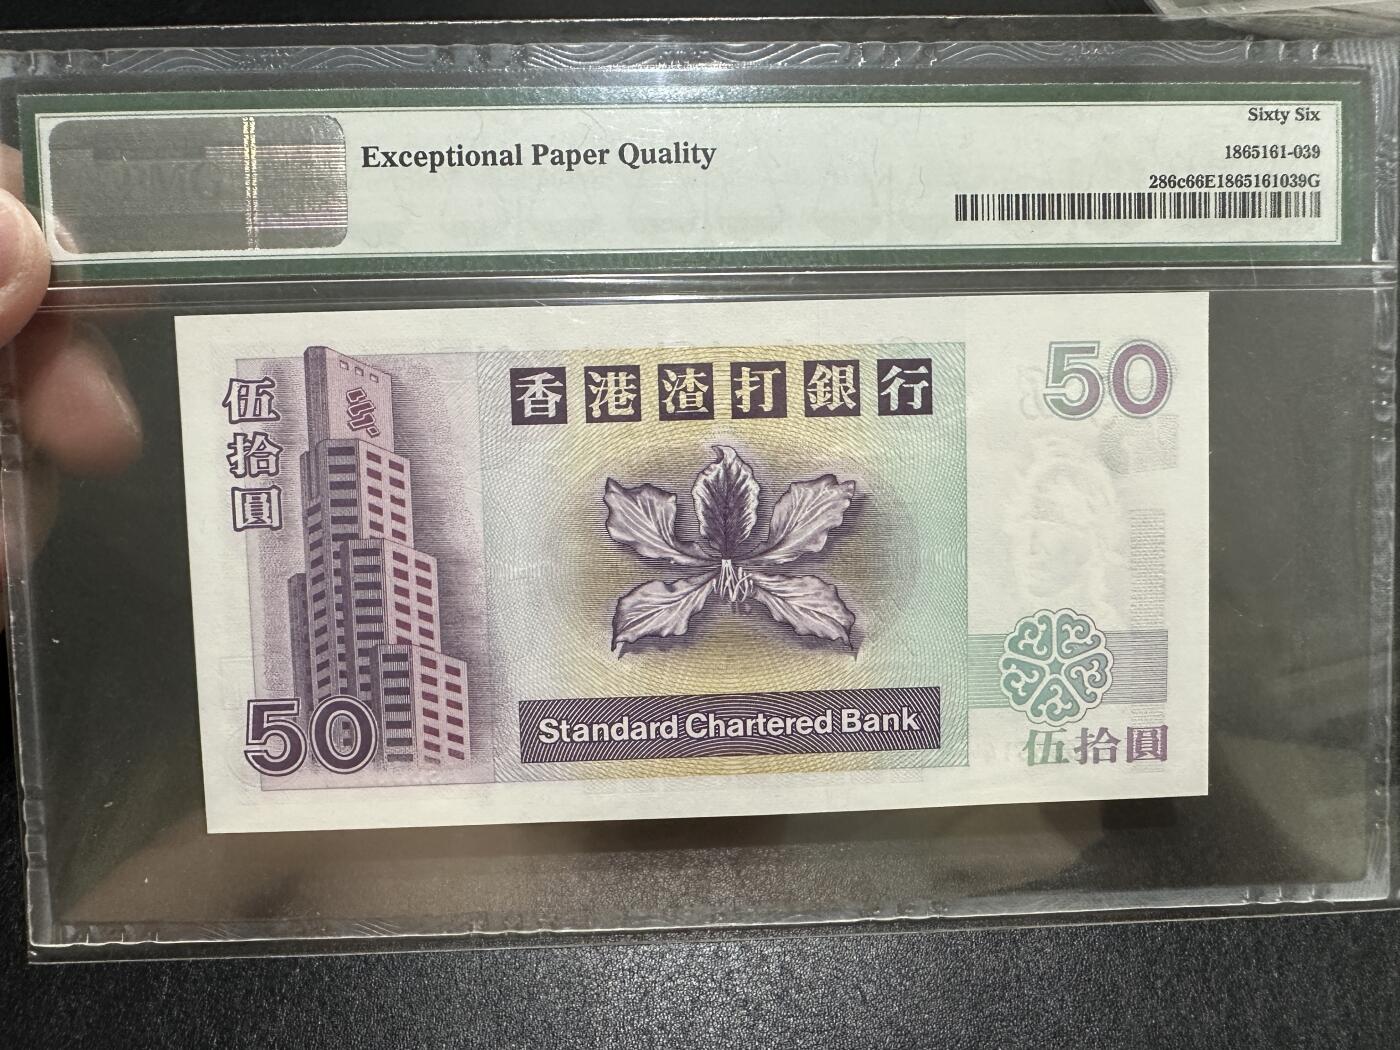 Sixty Six
Exceptional Paper Quality
1865161-039
286c66E1865161039G
PMG
伍拾圓
香港渣打銀行
50
50
Standard Chartered Bank
伍拾圓